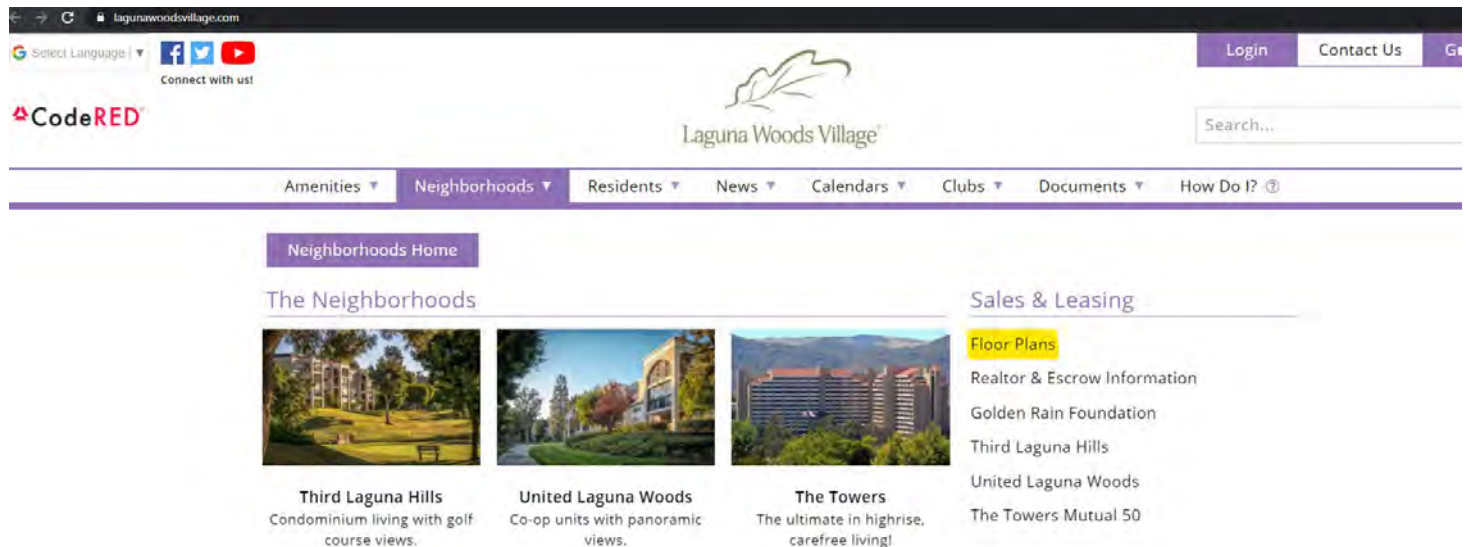 lagunawoodsvillage.com
Select Language
Connect with us!
CodeRED
Laguna Woods Village®
Login
Contact Us
Search...
Amenities Neighborhoods Residents News Calendars Clubs Documents How Do I?
Neighborhoods Home
The Neighborhoods
Third Laguna Hills
Condominium living with golf
course views.
United Laguna Woods
Co-op units with panoramic
views.
The Towers
The ultimate in highrise,
carefree living!
Sales & Leasing
Floor Plans
Realtor & Escrow Information
Golden Rain Foundation
Third Laguna Hills
United Laguna Woods
The Towers Mutual 50